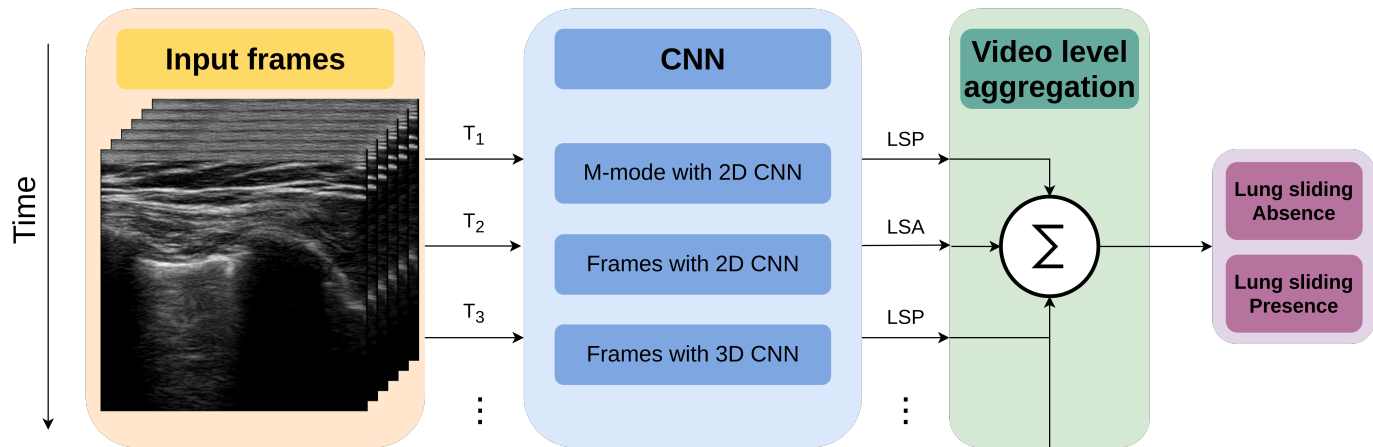 Input frames
CNN
Video level
aggregation
Time
T1
T2
T3
⋮
M-mode with 2D CNN
Frames with 2D CNN
Frames with 3D CNN
LSP
LSA
LSP
⋮
∑
Lung sliding
Absence
Lung sliding
Presence